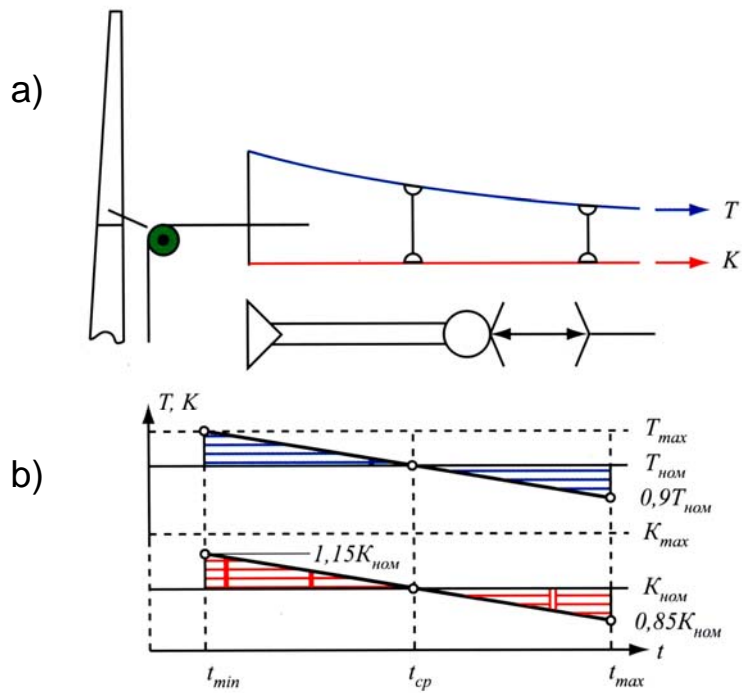 a)
T
K
T, K
T_max
b)
T_ном
0,9T_ном
K_max
1,15K_ном
K_ном
0,85K_ном
t
t_min
t_cp
t_max